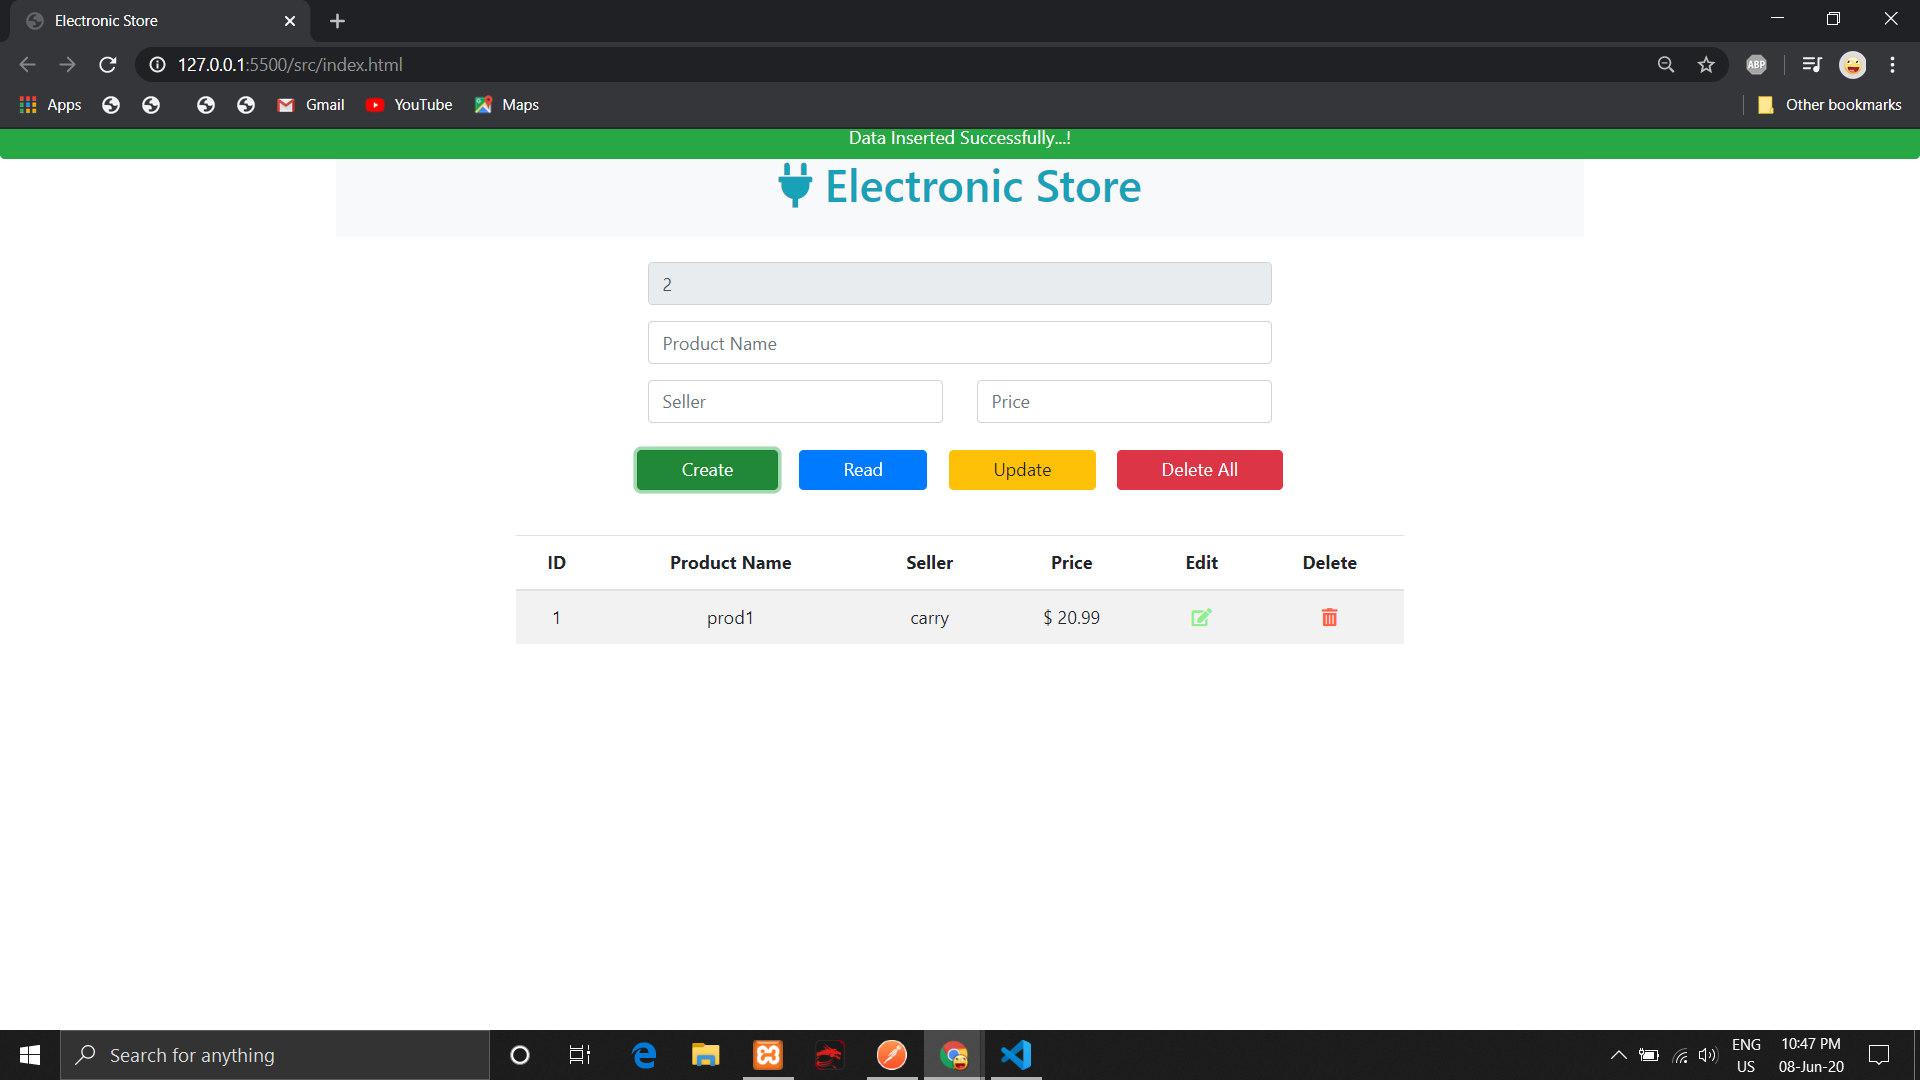 Electronic Store
127.0.0.1:5500/src/index.html
ABP
Apps
Gmail
YouTube
Maps
Other bookmarks
Data Inserted Successfully...!
Electronic Store
2
Product Name
Seller
Price
Create
Read
Update
Delete All
ID Product Name Seller Price Edit Delete
1 prod1 carry $ 20.99
Search for anything
ENG
US
10:47 PM
08-Jun-20